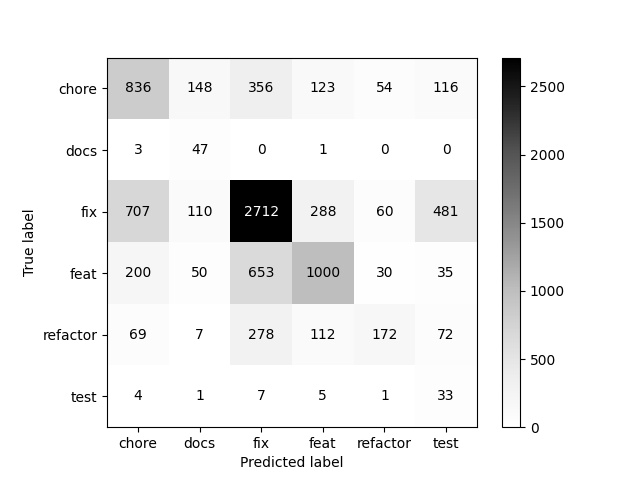 chore 836 148 356 123 54 116
docs 3 47 0 1 0 0
fix 707 110 2712 288 60 481
feat 200 50 653 1000 30 35
refactor 69 7 278 112 172 72
test 4 1 7 5 1 33
chore docs fix feat refactor test
Predicted label
True label
2500
2000
1500
1000
500
0